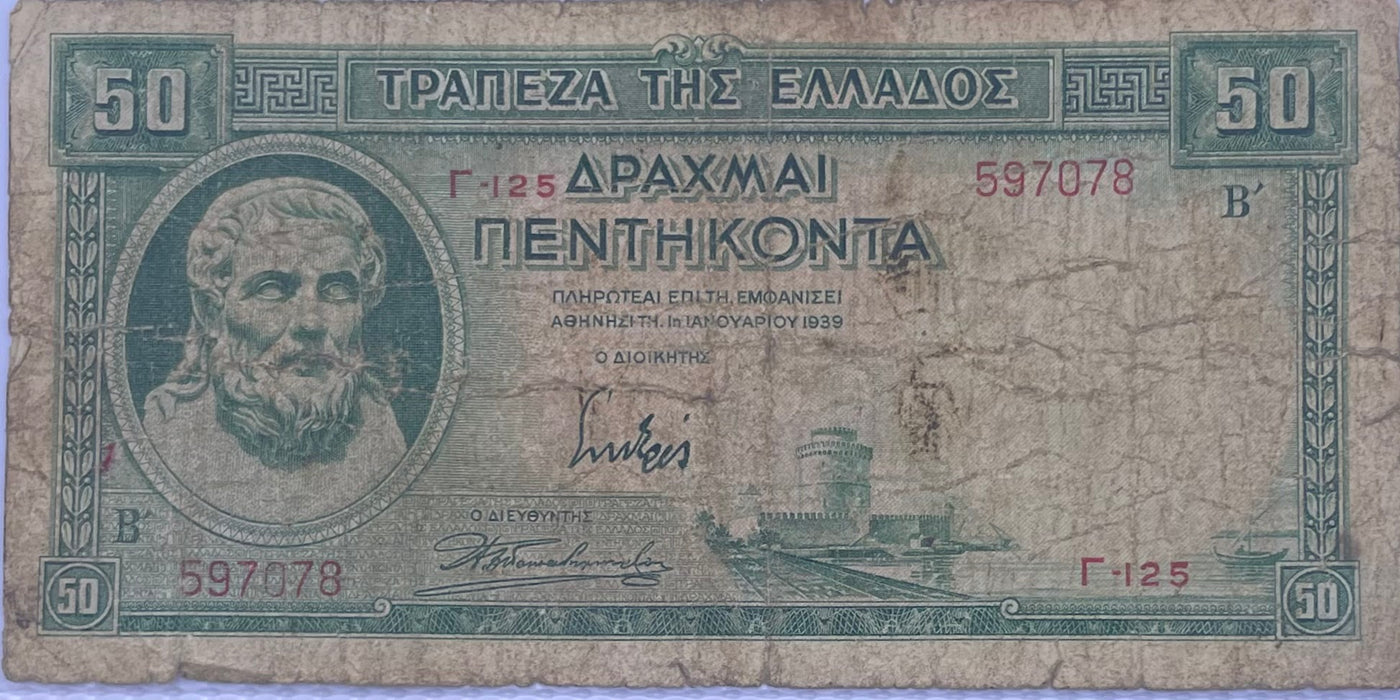 50 ΤΡΑΠΕΖΑ ΤΗΣ ΕΛΛΑΔΟΣ 50
Γ-125 ΔΡΑΧΜΑΙ 597078
Β΄
ΠΕΝΤΗΚΟΝΤΑ
ΠΛΗΡΩΤΕΑΙ ΕΠΙ ΤΗ, ΕΜΦΑΝΙΣΕΙ
ΑΘΗΝΗΣΙ ΤΗ, 1η ΙΑΝΟΥΑΡΙΟΥ 1939
Ο ΔΙΟΙΚΗΤΗΣ
Ο ΔΙΕΥΘΥΝΤΗΣ
Β΄
597078 Γ-125
50 50